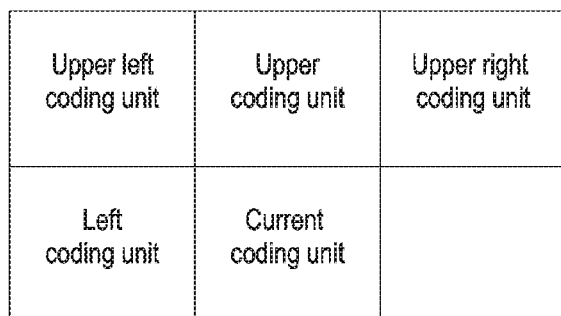 Upper left
coding unit
Upper
coding unit
Upper right
coding unit
Left
coding unit
Current
coding unit